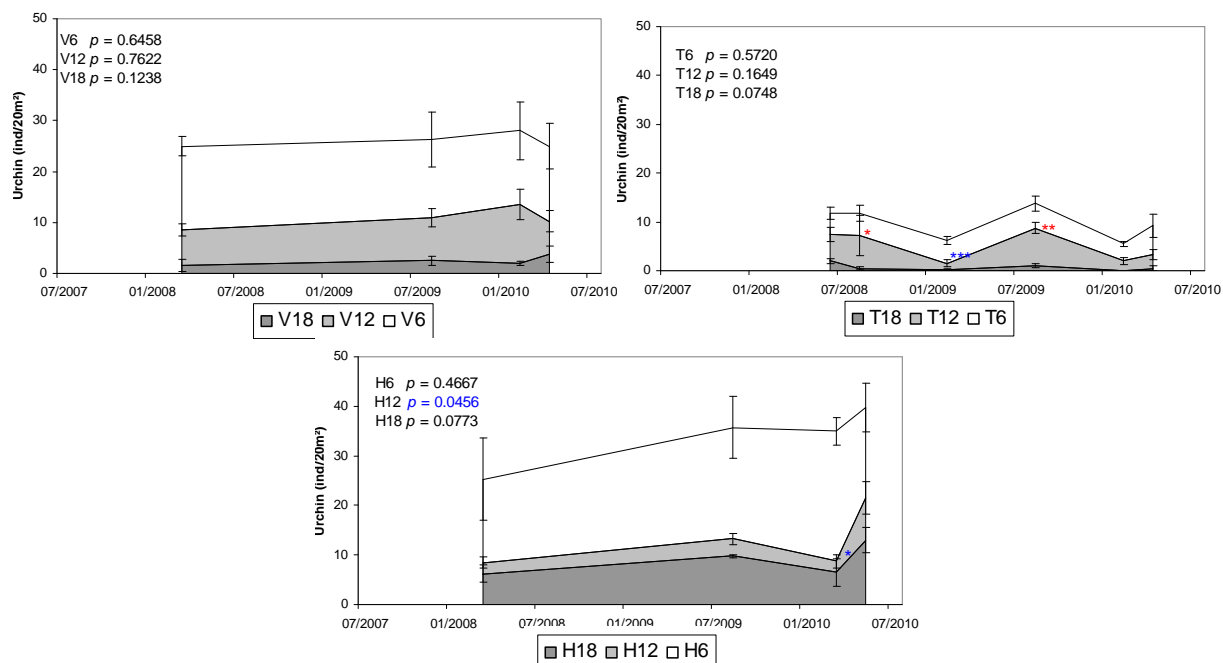 50
40
30
20
10
0
Urchin (ind/20m²)
V6 p = 0.6458
V12 p = 0.7622
V18 p = 0.1238
07/2007 01/2008 07/2008 01/2009 07/2009 01/2010 07/2010
V18 V12 V6
50
40
30
20
10
0
Urchin (ind/20m²)
T6 p = 0.5720
T12 p = 0.1649
T18 p = 0.0748
*
***
**
07/2007 01/2008 07/2008 01/2009 07/2009 01/2010 07/2010
T18 T12 T6
50
40
30
20
10
0
Urchin (ind/20m²)
H6 p = 0.4667
H12 p = 0.0456
H18 p = 0.0773
*
07/2007 01/2008 07/2008 01/2009 07/2009 01/2010 07/2010
H18 H12 H6